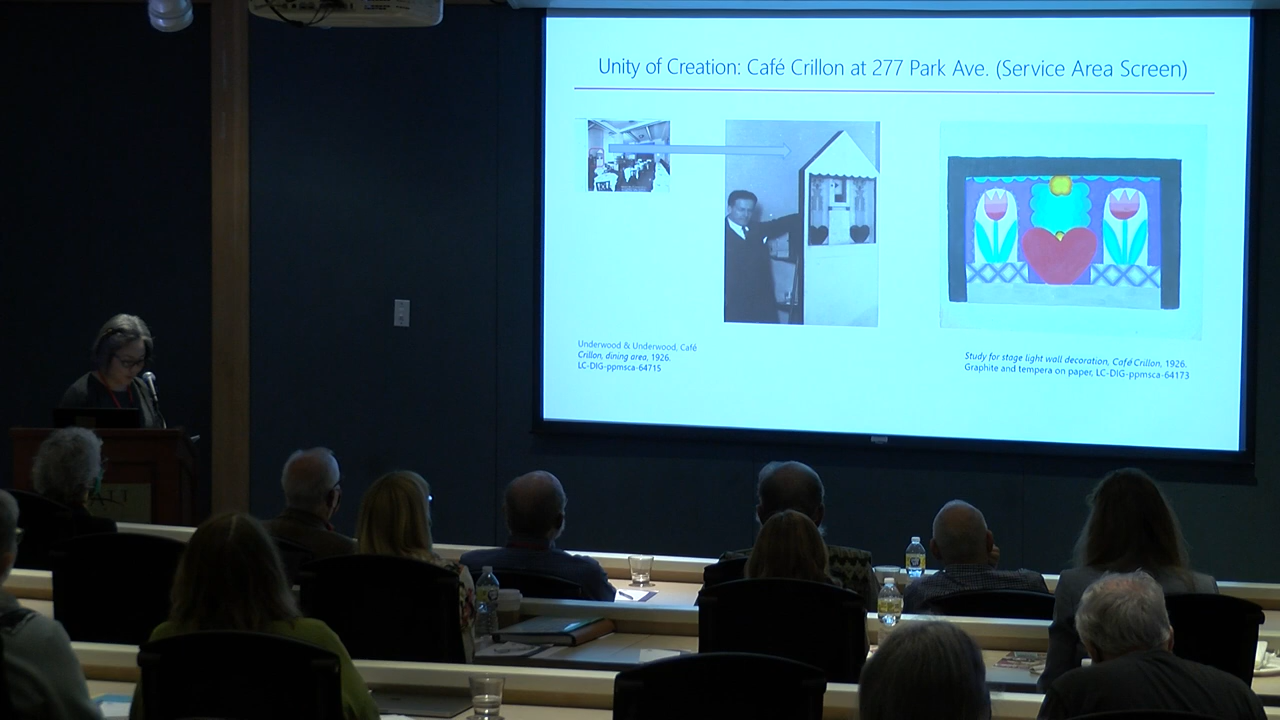 Unity of Creation: Café Crillon at 277 Park Ave. (Service Area Screen)
Underwood & Underwood, Café
Crillon, dining area, 1926.
LC-DIG-ppmsca-64715
Study for stage light wall decoration, Café Crillon, 1926.
Graphite and tempera on paper, LC-DIG-ppmsca-64173